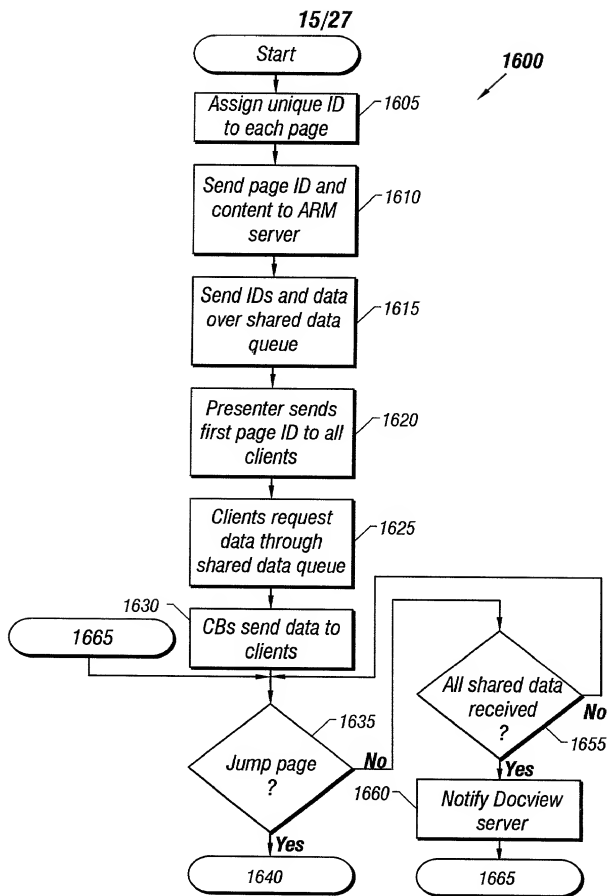 15/27
Start
1600
Assign unique ID
to each page
1605
Send page ID and
content to ARM
server
1610
Send IDs and data
over shared data
queue
1615
Presenter sends
first page ID to all
clients
1620
Clients request
data through
shared data queue
1625
1630
CBs send data to
clients
1665
Jump page
?
1635
No
Yes
1640
All shared data
received
?
No
1655
Yes
1660
Notify Docview
server
1665